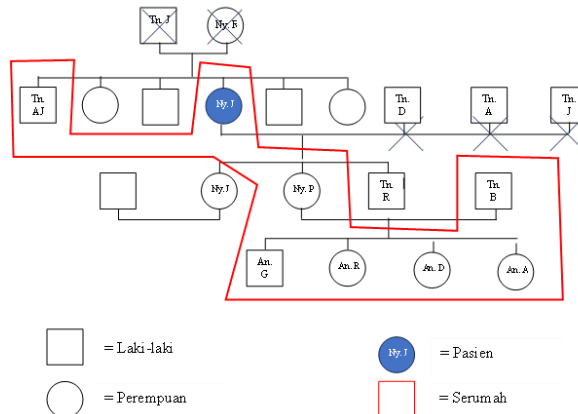 Tn. J
Ny. R
Tn.
AJ
Ny. J
Tn.
D
Tn.
A
Tn.
J
Ny. J
Ny. P
Tn.
R
Tn.
B
An.
G
An. R
An. D
An. A
= Laki-laki
Ny. J
= Pasien
= Perempuan
= Serumah